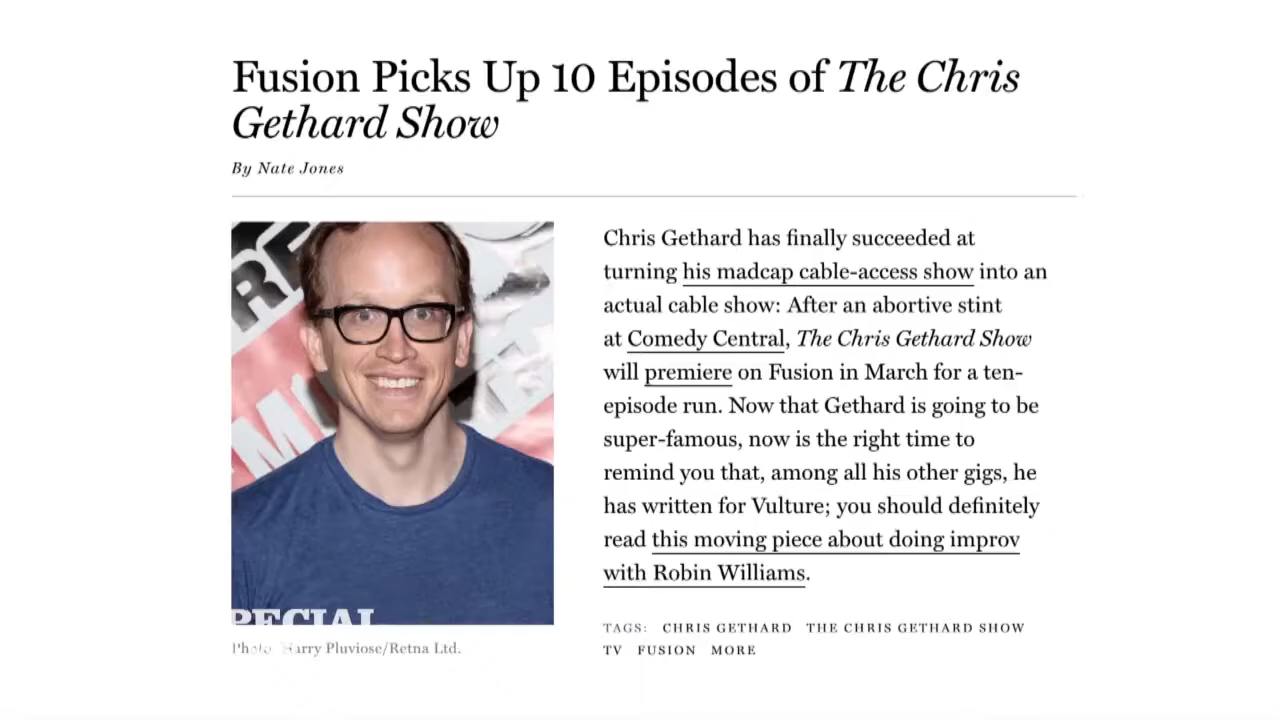 Fusion Picks Up 10 Episodes of The Chris
Gethard Show
By Nate Jones
Chris Gethard has finally succeeded at
turning his madcap cable-access show into an
actual cable show: After an abortive stint
at Comedy Central, The Chris Gethard Show
will premiere on Fusion in March for a ten-
episode run. Now that Gethard is going to be
super-famous, now is the right time to
remind you that, among all his other gigs, he
has written for Vulture; you should definitely
read this moving piece about doing improv
with Robin Williams.
PECIAL
Photo: Harry Pluviose/Retna Ltd.
TAGS: CHRIS GETHARD THE CHRIS GETHARD SHOW
TV FUSION MORE